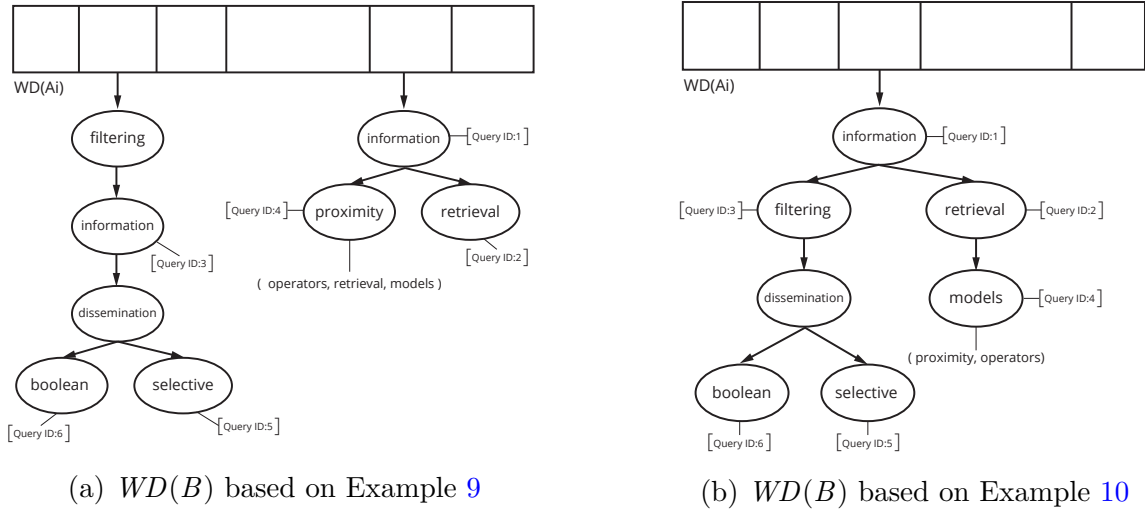 WD(Ai)
filtering
information
[Query ID:1]
[Query ID:4]
proximity
retrieval
information
[Query ID:3]
[Query ID:2]
( operators, retrieval, models )
dissemination
boolean
selective
[Query ID:6]
[Query ID:5]
(a) WD(B) based on Example 9
WD(Ai)
information
[Query ID:1]
[Query ID:3]
filtering
retrieval
[Query ID:2]
dissemination
models
[Query ID:4]
( proximity, operators)
boolean
selective
[Query ID:6]
[Query ID:5]
(b) WD(B) based on Example 10